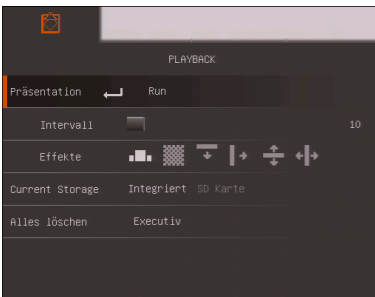 PLAYBACK
Präsentation Run
Intervall 10
Effekte
Current Storage Integriert SD Karte
Alles löschen Executiv